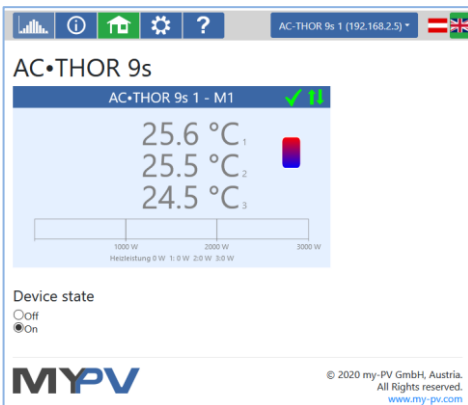 ?
AC-THOR 9s 1 (192.168.2.5)
AC•THOR 9s
AC•THOR 9s 1 - M1
25.6 °C 1
25.5 °C 2
24.5 °C 3
1000 W 2000 W 3000 W
Heizleistung 0 W 1: 0 W 2:0 W 3:0 W
Device state
Off
On
MYPV
© 2020 my-PV GmbH, Austria.
All Rights reserved.
www.my-pv.com